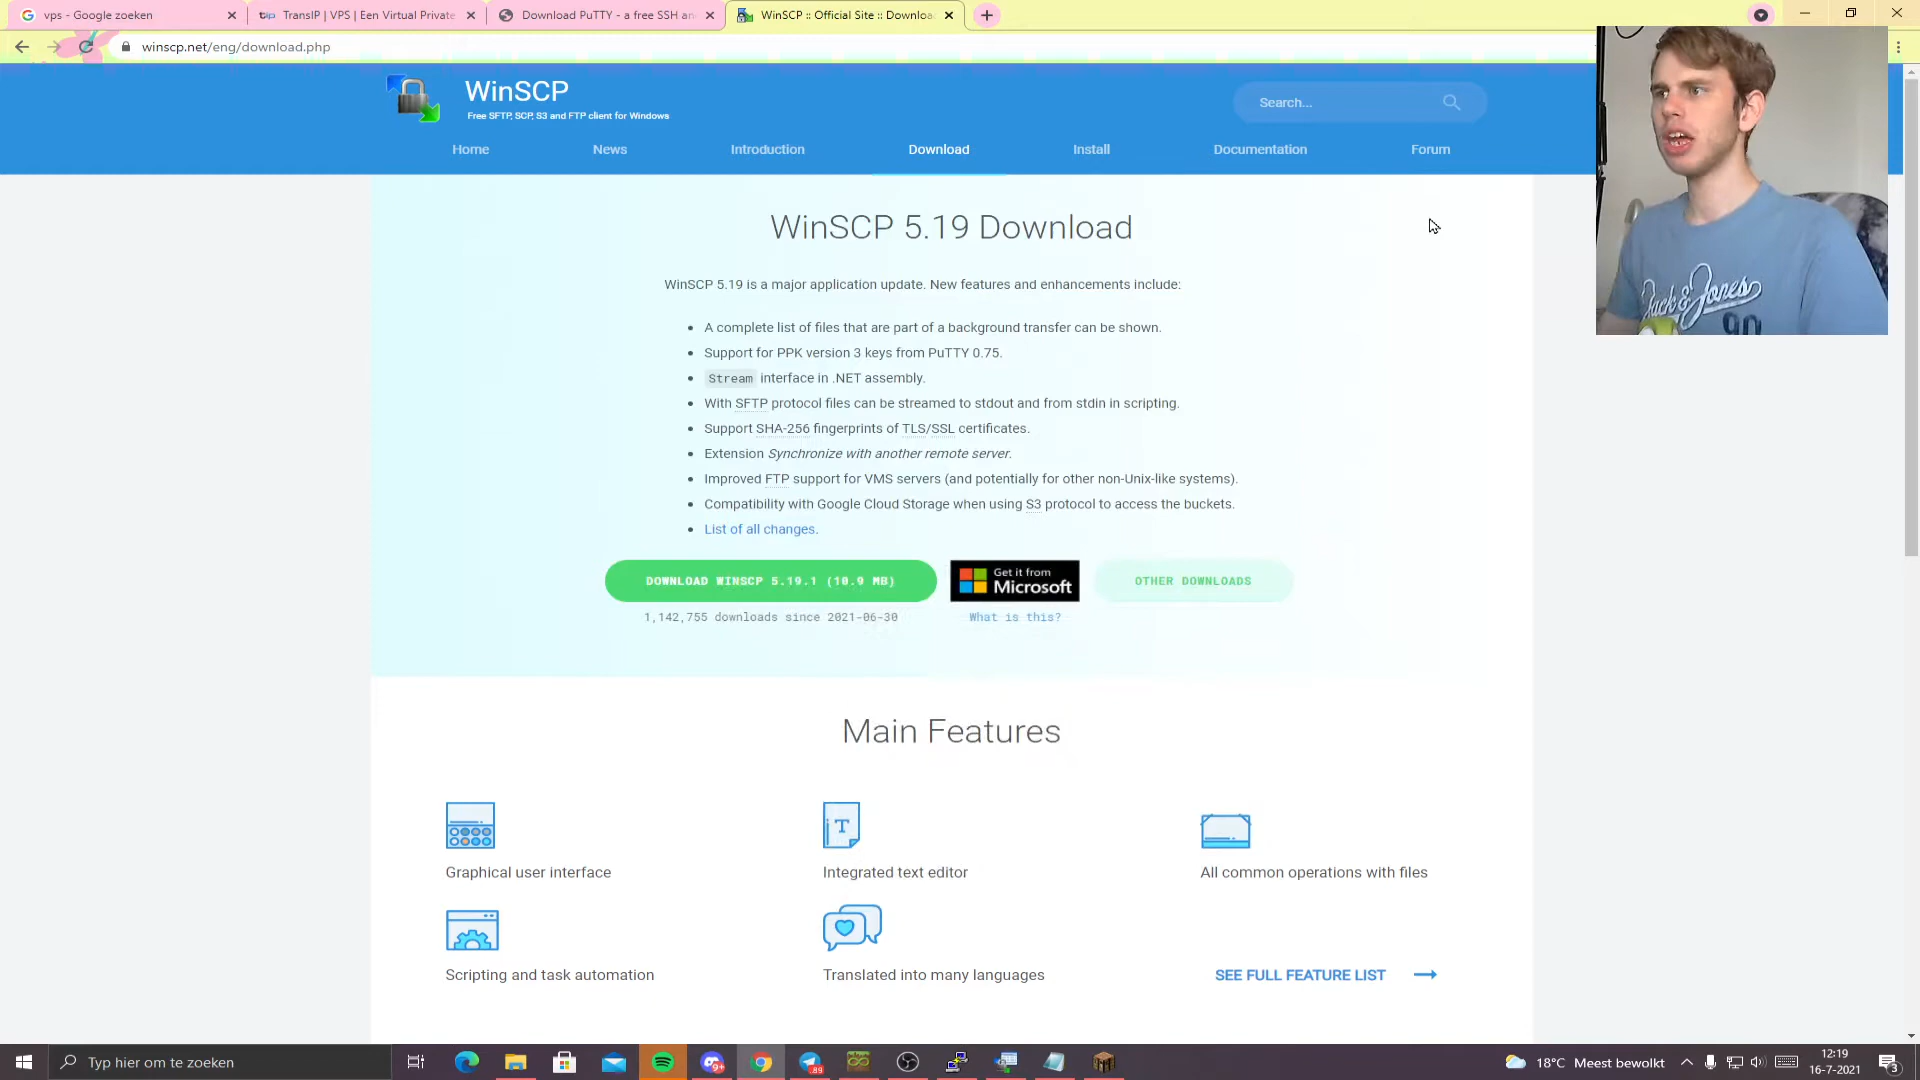 vps - Google zoeken
TransIP | VPS | Een Virtual Private
Download PuTTY - a free SSH an
WinSCP :: Official Site :: Downloa
winscp.net/eng/download.php
WinSCP
Free SFTP, SCP, S3 and FTP client for Windows
Search...
Home
News
Introduction
Download
Install
Documentation
Forum
WinSCP 5.19 Download
WinSCP 5.19 is a major application update. New features and enhancements include:
A complete list of files that are part of a background transfer can be shown.
Support for PPK version 3 keys from PuTTY 0.75.
Stream interface in .NET assembly.
With SFTP protocol files can be streamed to stdout and from stdin in scripting.
Support SHA-256 fingerprints of TLS/SSL certificates.
Extension Synchronize with another remote server.
Improved FTP support for VMS servers (and potentially for other non-Unix-like systems).
Compatibility with Google Cloud Storage when using S3 protocol to access the buckets.
List of all changes.
DOWNLOAD WINSCP 5.19.1 (10.9 MB)
Get it from
Microsoft
OTHER DOWNLOADS
1,142,755 downloads since 2021-06-30
What is this?
Main Features
Graphical user interface
Integrated text editor
All common operations with files
Scripting and task automation
Translated into many languages
SEE FULL FEATURE LIST
Jack & Jones
90
Typ hier om te zoeken
9+
89
18°C Meest bewolkt
12:19
16-7-2021
3